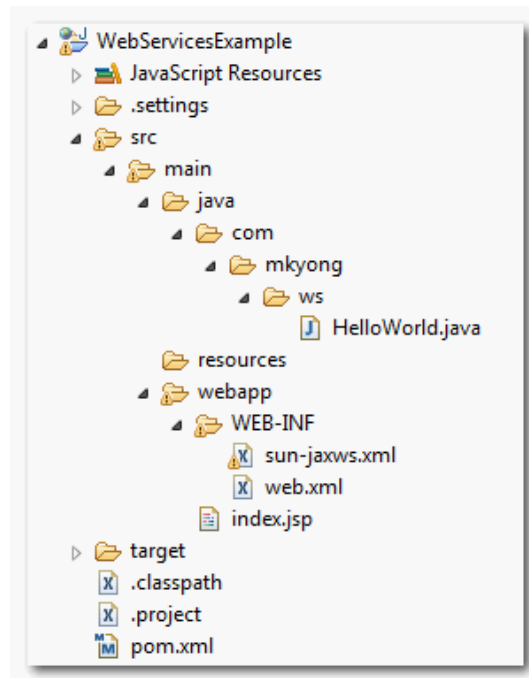 WebServicesExample
JavaScript Resources
.settings
src
main
java
com
mkyong
ws
HelloWorld.java
resources
webapp
WEB-INF
sun-jaxws.xml
web.xml
index.jsp
target
.classpath
.project
pom.xml